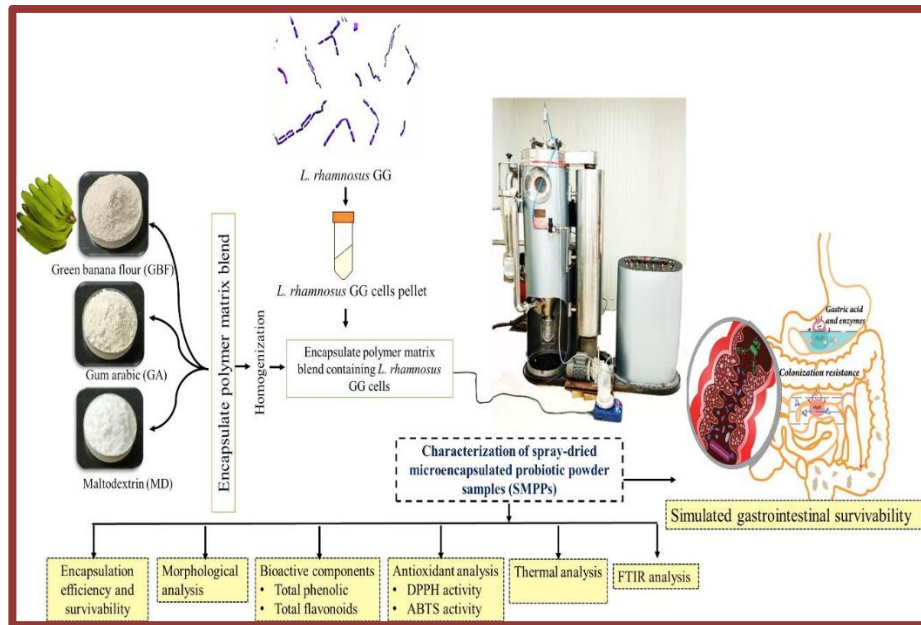 L. rhamnosus GG
L. rhamnosus GG cells pellet
Green banana flour (GBF)
Gum arabic (GA)
Maltodextrin (MD)
Encapsulate polymer matrix blend
Homogenization
Encapsulate polymer matrix
blend containing L. rhamnosus
GG cells
Gastric acid
and enzymes
Colonization resistance
Simulated gastrointestinal survivability
Characterization of spray-dried
microencapsulated probiotic powder
samples (SMPPs)
Encapsulation
efficiency and
survivability
Morphological
analysis
Bioactive components
• Total phenolic
• Total flavonoids
Antioxidant analysis
• DPPH activity
• ABTS activity
Thermal analysis
FTIR analysis